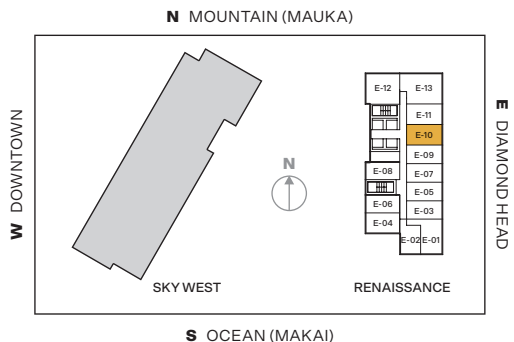 N MOUNTAIN (MAUKA)
W DOWNTOWN
E DIAMOND HEAD
E-12
E-13
E-11
E-10
E-09
E-08
E-07
E-05
E-06
E-03
E-04
E-02
E-01
N
SKY WEST
RENAISSANCE
S OCEAN (MAKAI)